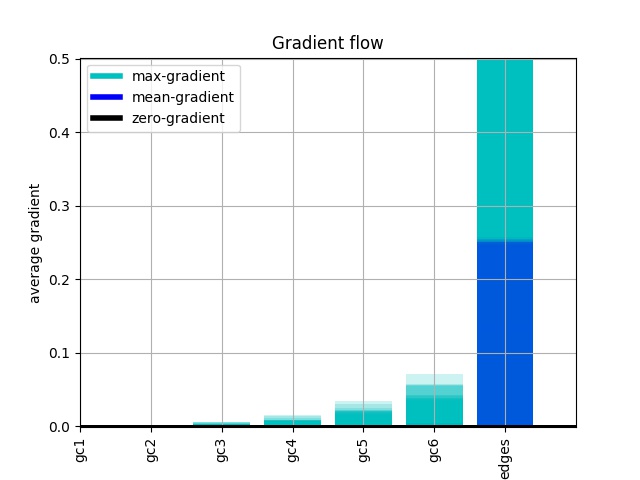 Gradient flow
max-gradient
mean-gradient
zero-gradient
0.5
0.4
0.3
0.2
0.1
0.0
average gradient
gc1
gc2
gc3
gc4
gc5
gc6
edges